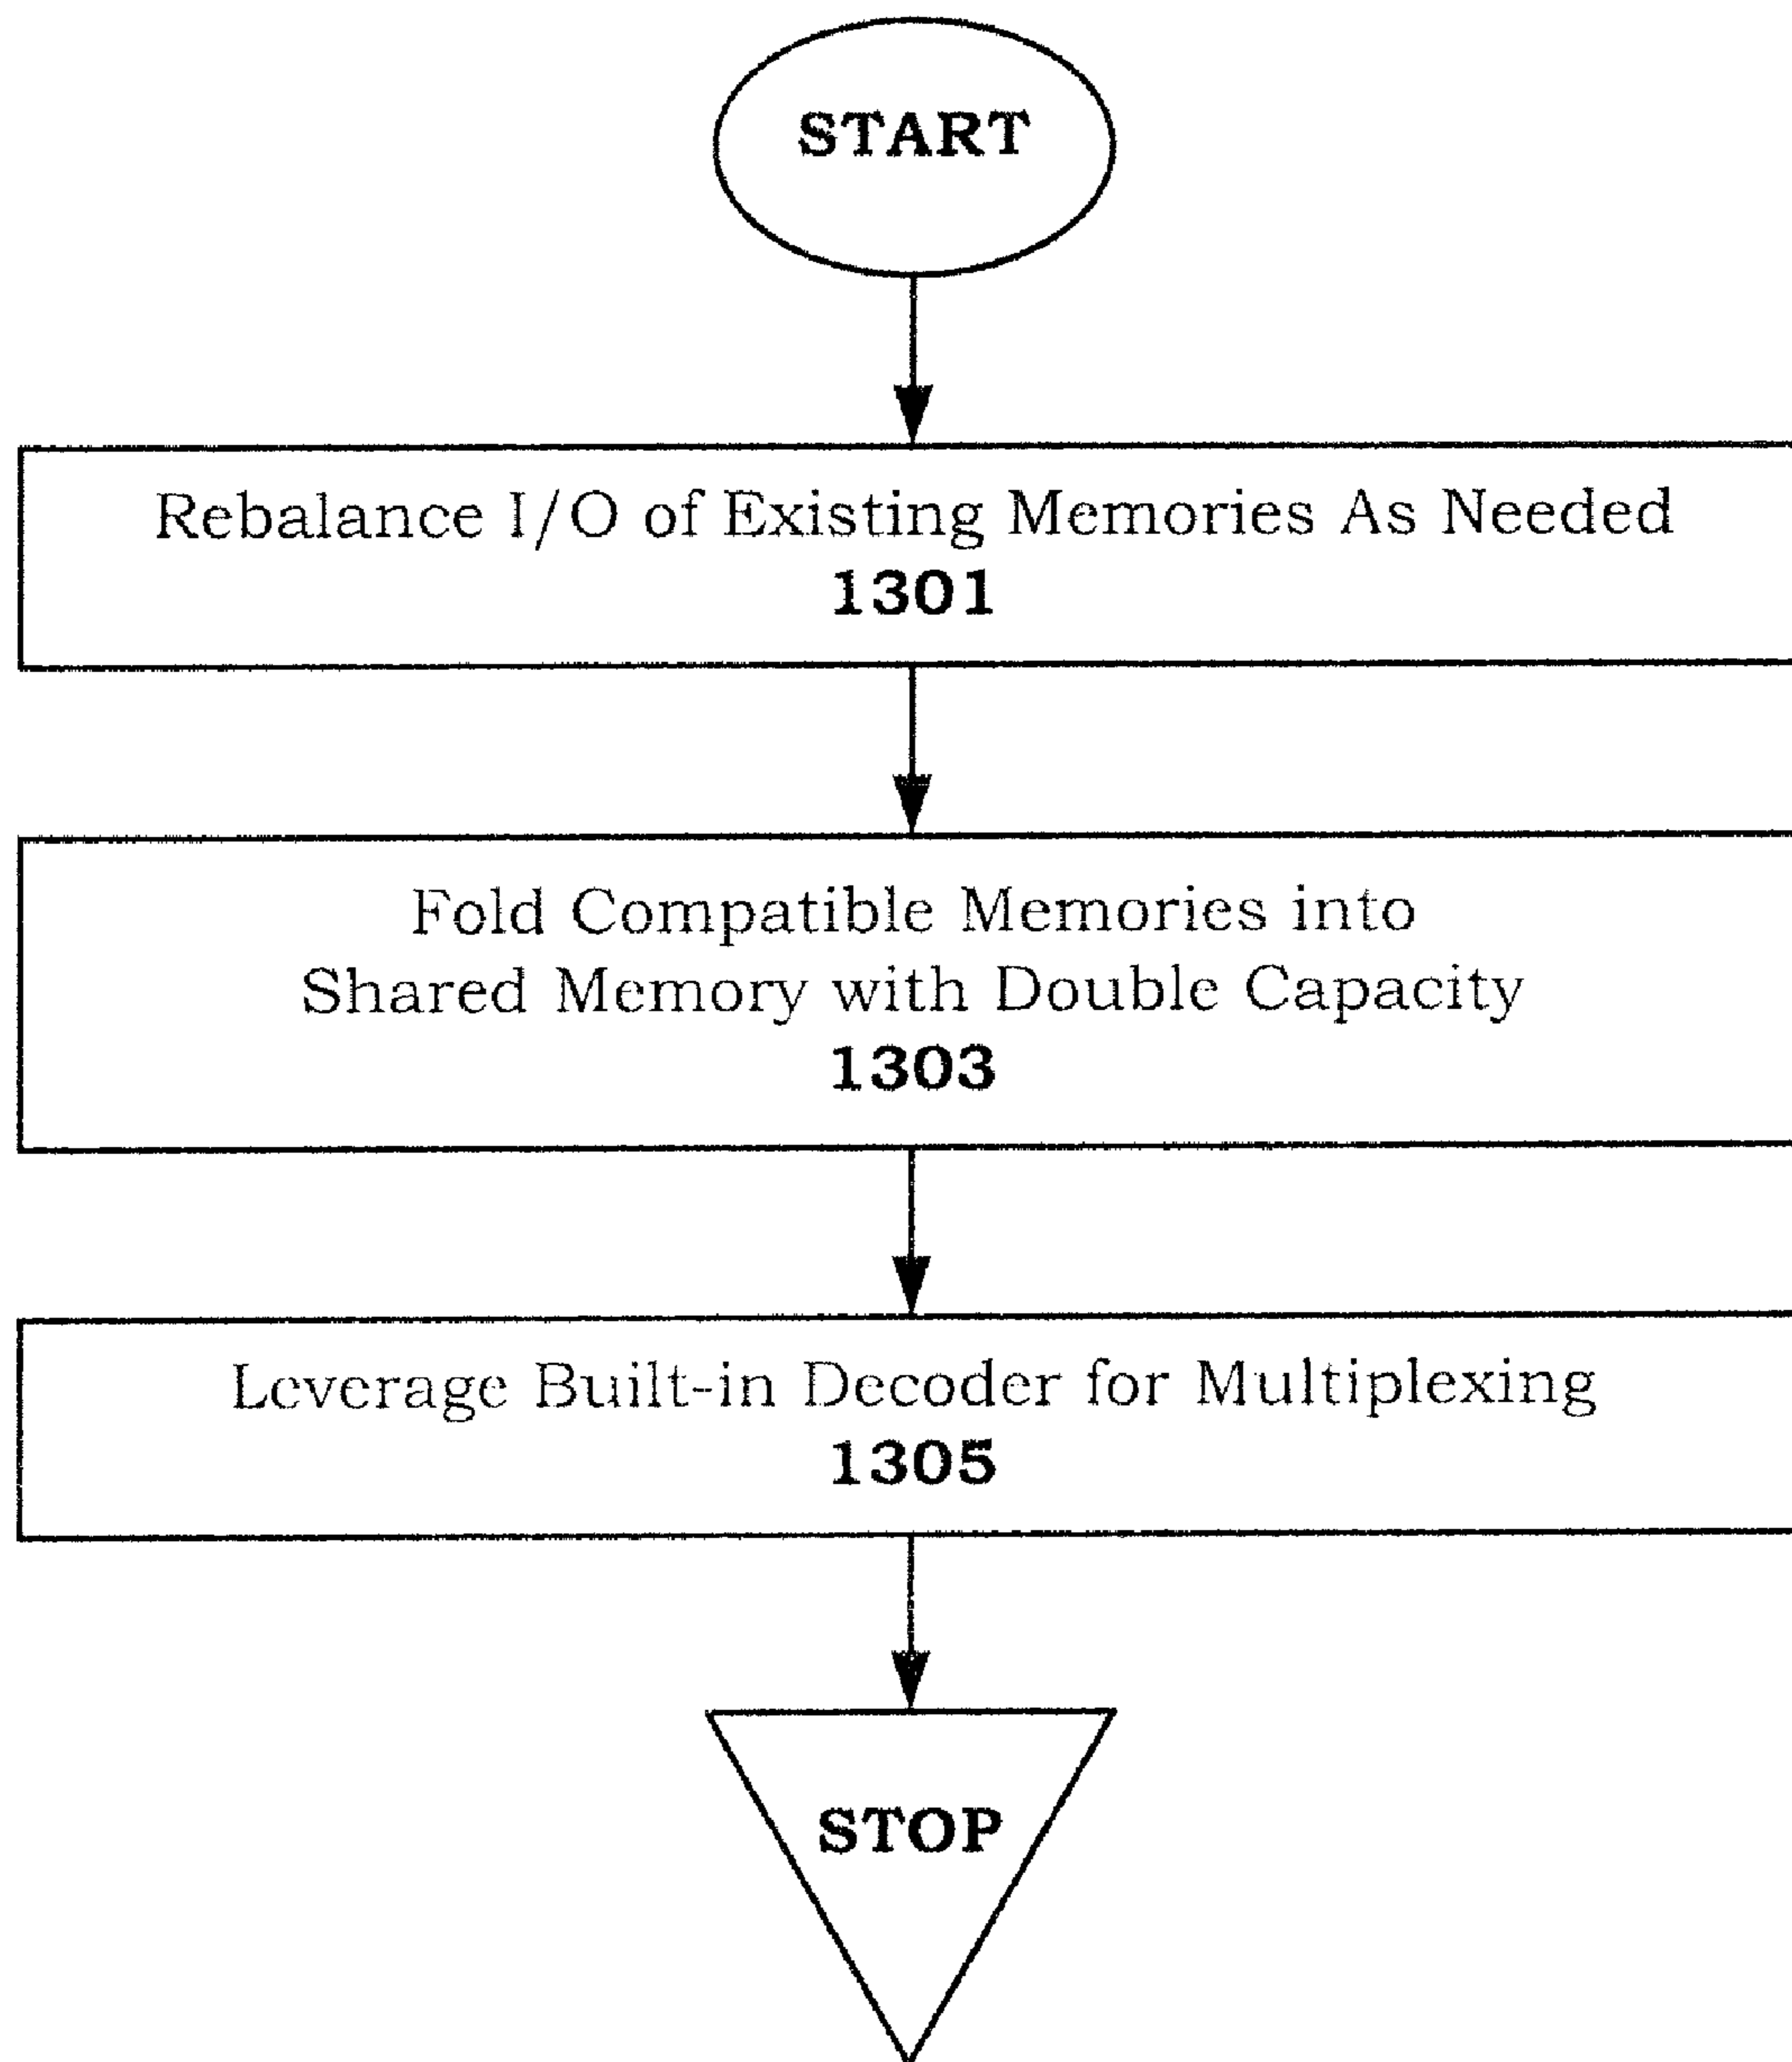 START
Rebalance I/O of Existing Memories As Needed
1301
Fold Compatible Memories into
Shared Memory with Double Capacity
1303
Leverage Built-in Decoder for Multiplexing
1305
STOP